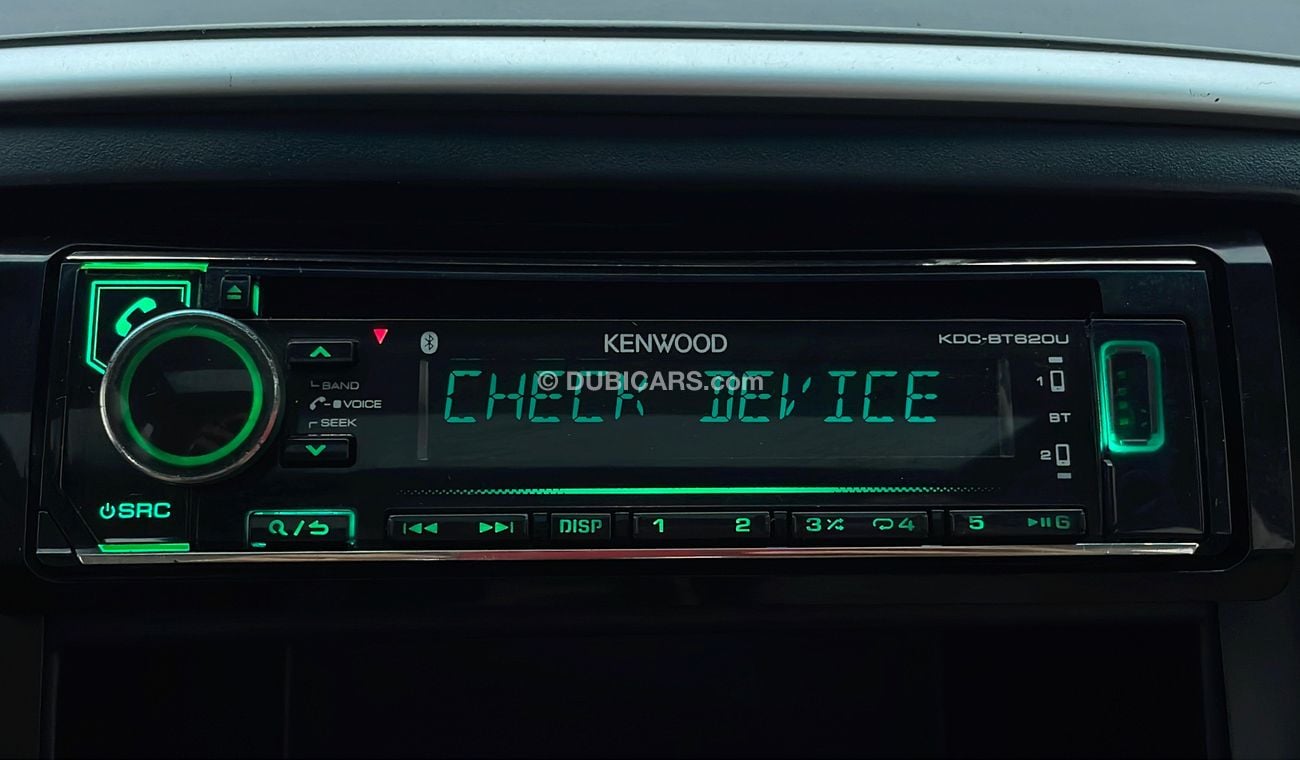 KENWOOD
KDC-BT620U
CHECK DEVICE
© DUBICARS.com
BAND
VOICE
SEEK
1
BT
2
SRC
DISP
1
2
3
4
5
6